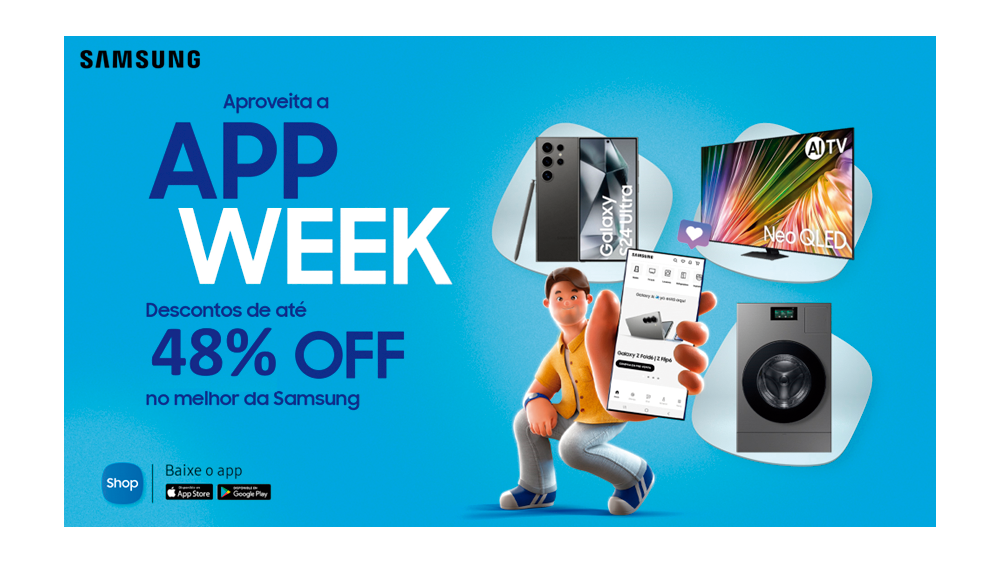 SAMSUNG
Aproveita a
APP
WEEK
Descontos de até
48% OFF
no melhor da Samsung
Galaxy
S24 Ultra
AI TV
Neo QLED
SAMSUNG
Galaxy Z Fold6 | Z Flip6
Shop
Baixe o app
App Store
Google Play